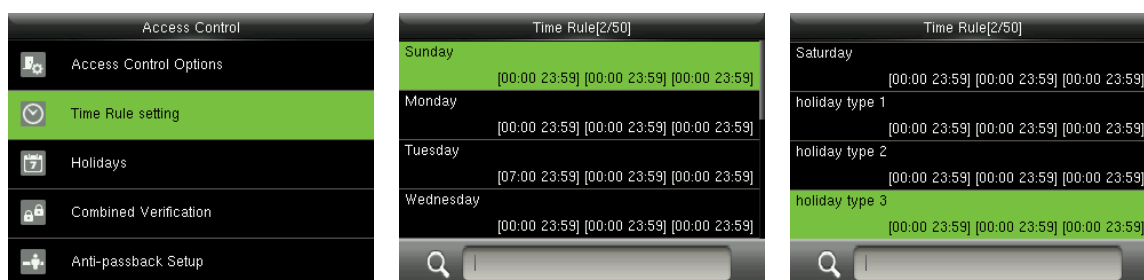 Access Control
Access Control Options
Time Rule setting
7
Holidays
Combined Verification
Anti-passback Setup
Time Rule[2/50]
Sunday
[00:00 23:59] [00:00 23:59] [00:00 23:59]
Monday
[00:00 23:59] [00:00 23:59] [00:00 23:59]
Tuesday
[07:00 23:59] [00:00 23:59] [00:00 23:59]
Wednesday
[00:00 23:59] [00:00 23:59] [00:00 23:59]
Time Rule[2/50]
Saturday
[00:00 23:59] [00:00 23:59] [00:00 23:59]
holiday type 1
[00:00 23:59] [00:00 23:59] [00:00 23:59]
holiday type 2
[00:00 23:59] [00:00 23:59] [00:00 23:59]
holiday type 3
[00:00 23:59] [00:00 23:59] [00:00 23:59]